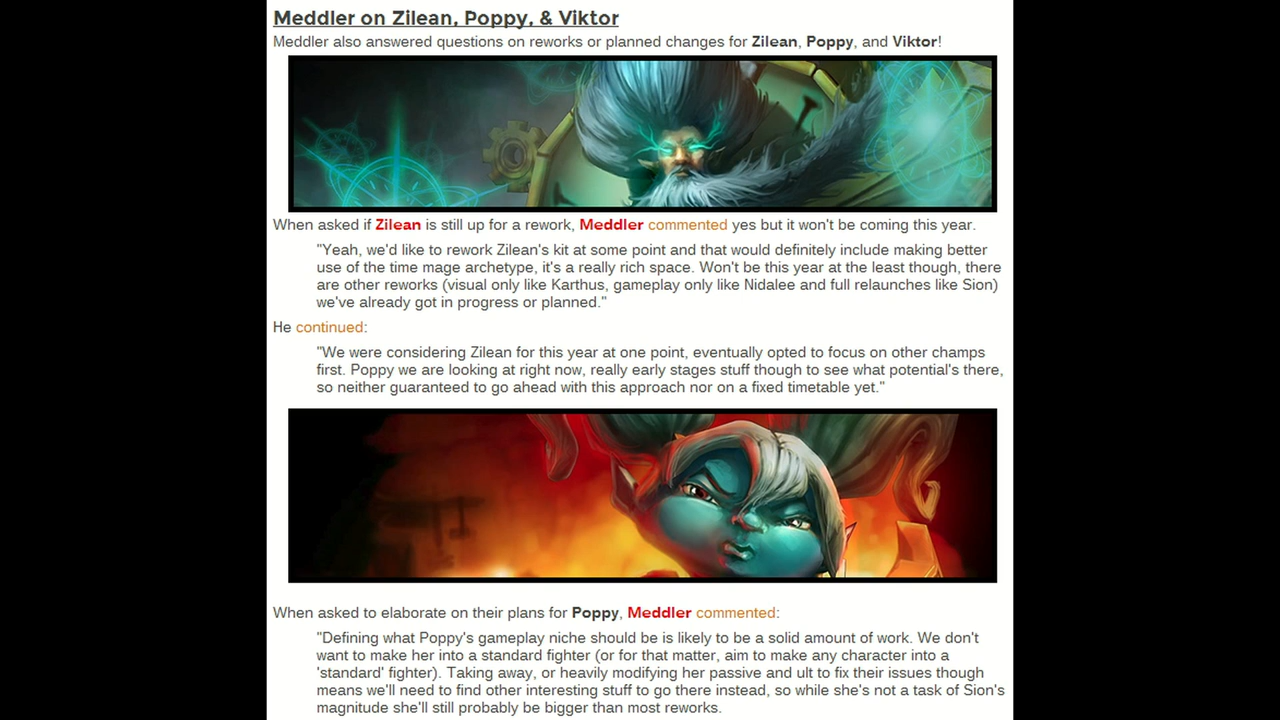 Meddler on Zilean, Poppy, & Viktor
Meddler also answered questions on reworks or planned changes for Zilean, Poppy, and Viktor!
When asked if Zilean is still up for a rework, Meddler commented yes but it won't be coming this year.
"Yeah, we'd like to rework Zilean's kit at some point and that would definitely include making better
use of the time mage archetype, it's a really rich space. Won't be this year at the least though, there
are other reworks (visual only like Karthus, gameplay only like Nidalee and full relaunches like Sion)
we've already got in progress or planned."
He continued:
"We were considering Zilean for this year at one point, eventually opted to focus on other champs
first. Poppy we are looking at right now, really early stages stuff though to see what potential's there,
so neither guaranteed to go ahead with this approach nor on a fixed timetable yet."
When asked to elaborate on their plans for Poppy, Meddler commented:
"Defining what Poppy's gameplay niche should be is likely to be a solid amount of work. We don't
want to make her into a standard fighter (or for that matter, aim to make any character into a
'standard' fighter). Taking away, or heavily modifying her passive and ult to fix their issues though
means we'll need to find other interesting stuff to go there instead, so while she's not a task of Sion's
magnitude she'll still probably be bigger than most reworks.